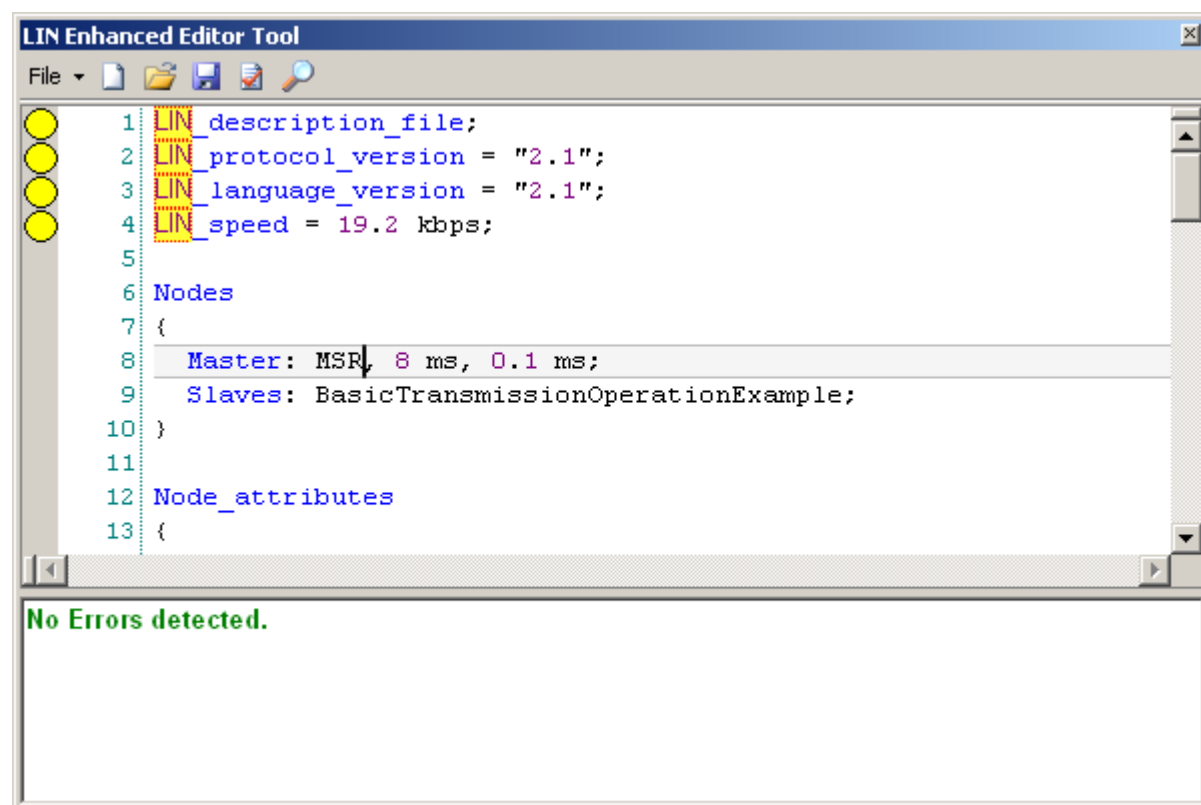 LIN Enhanced Editor Tool
File
1 LIN_description_file;
2 LIN_protocol_version = "2.1";
3 LIN_language_version = "2.1";
4 LIN_speed = 19.2 kbps;
5
6 Nodes
7 {
8   Master: MSR, 8 ms, 0.1 ms;
9   Slaves: BasicTransmissionOperationExample;
10 }
11
12 Node_attributes
13 {
No Errors detected.